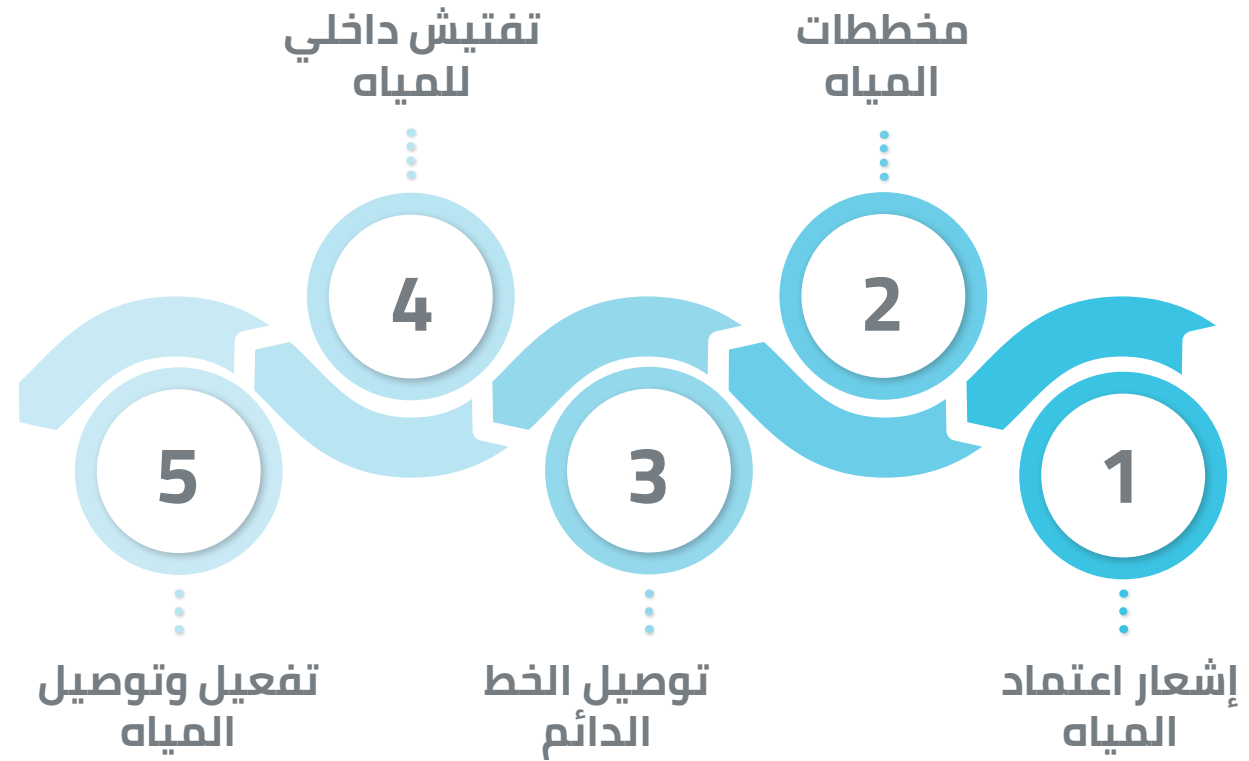 1
إشعار اعتماد
المياه
2
مخططات
المياه
3
توصيل الخط
الدائم
4
تفتيش داخلي
للمياه
5
تفعيل وتوصيل
المياه